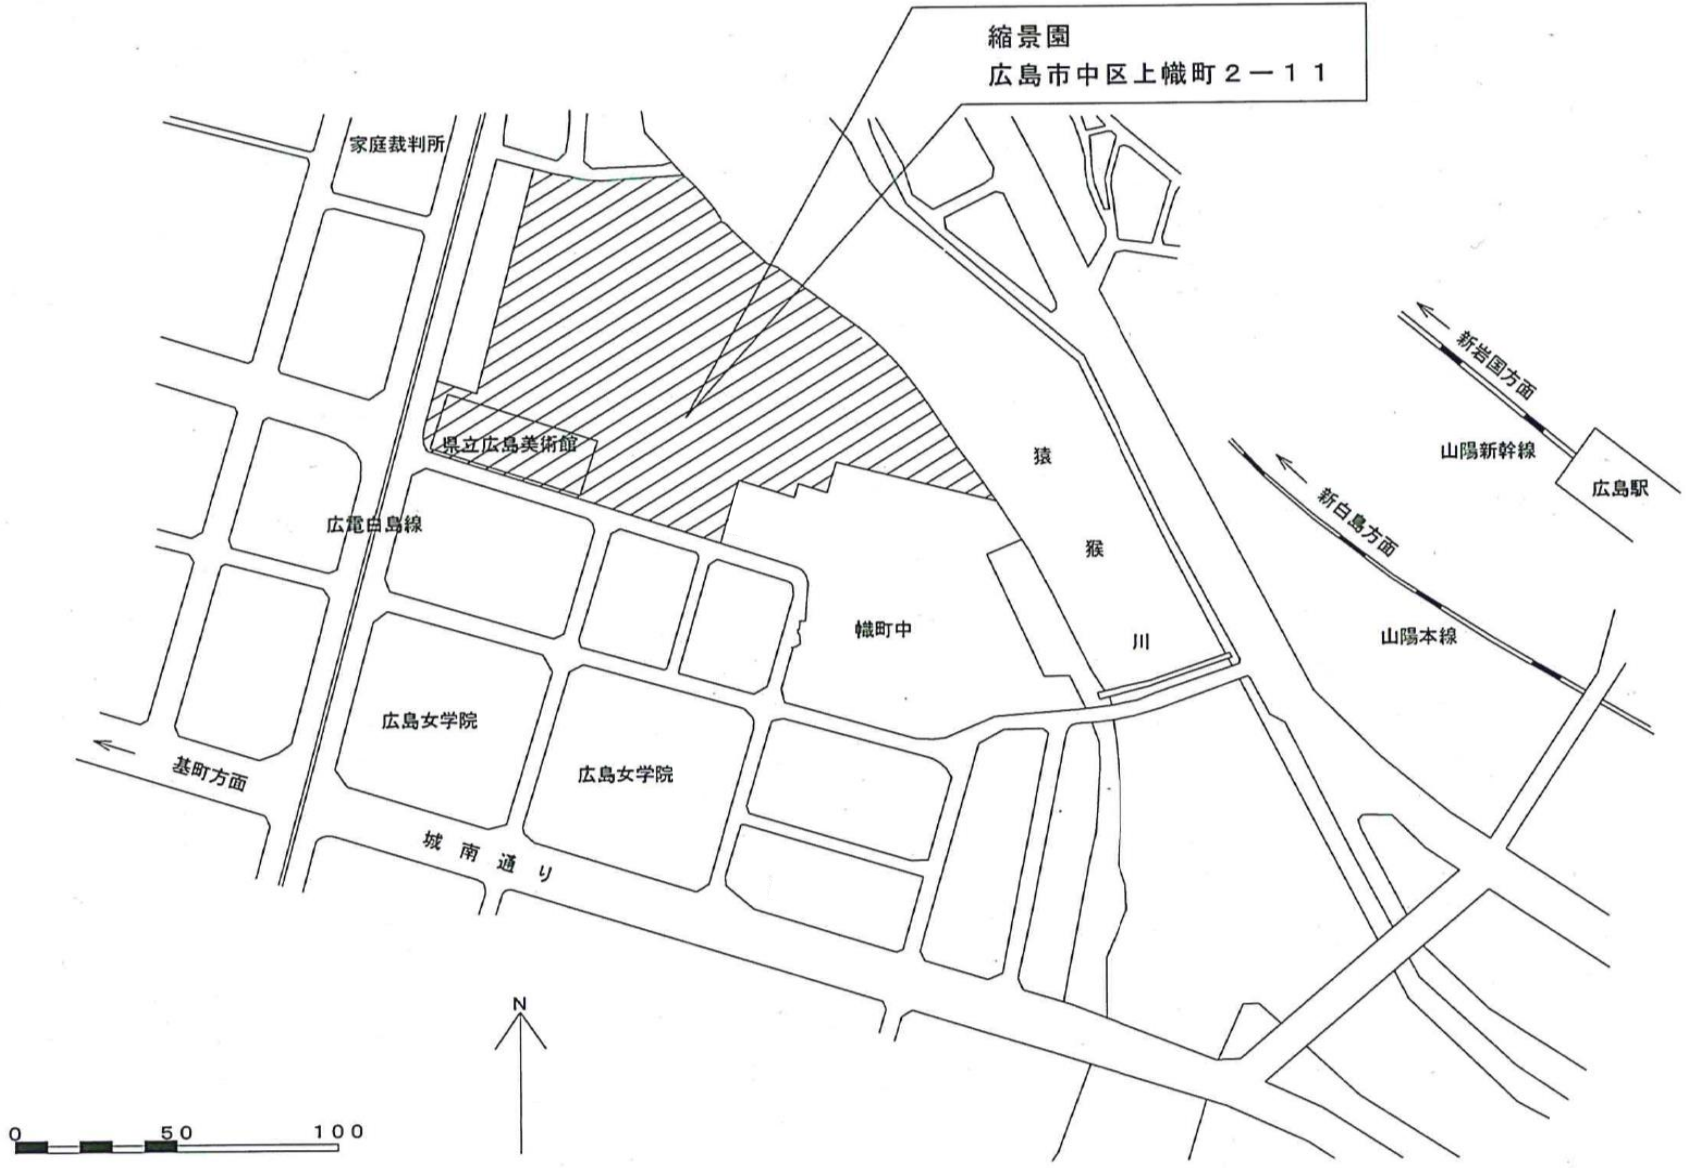 縮景園
広島市中区上幟町2－11
家庭裁判所
新岩国方面
山陽新幹線
広島駅
県立広島美術館
猿
猴
川
新白島方面
広電白島線
幟町中
山陽本線
広島女学院
広島女学院
基町方面
城南通り
N
0 50 100